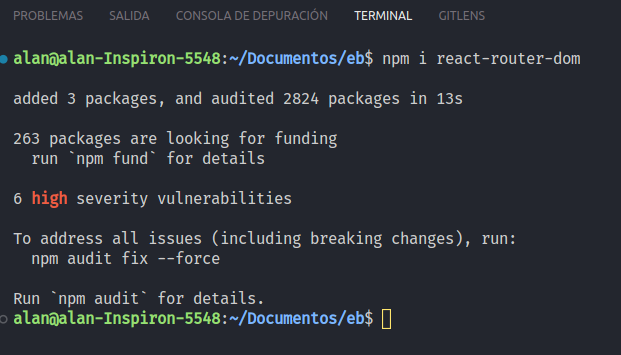 PROBLEMAS SALIDA CONSOLA DE DEPURACIÓN TERMINAL GITLENS
alan@alan-Inspiron-5548:~/Documentos/eb$ npm i react-router-dom
added 3 packages, and audited 2824 packages in 13s
263 packages are looking for funding
  run `npm fund` for details
6 high severity vulnerabilities
To address all issues (including breaking changes), run:
  npm audit fix --force
Run `npm audit` for details.
alan@alan-Inspiron-5548:~/Documentos/eb$